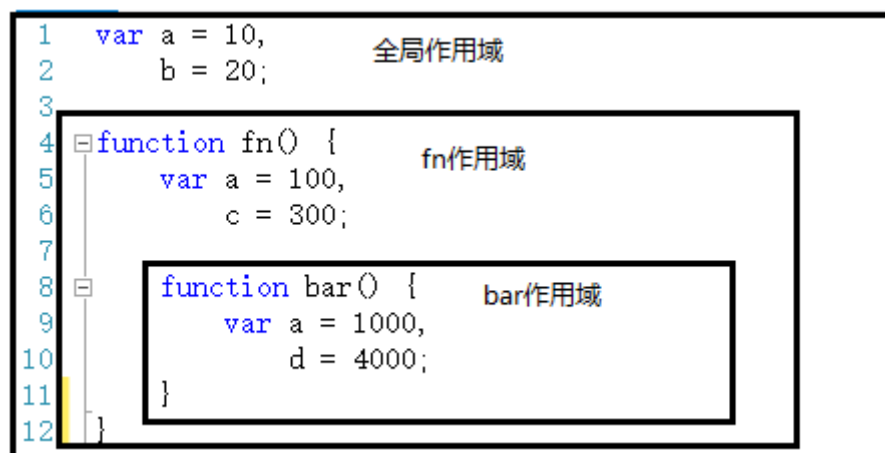 1 var a = 10,
全局作用域
2 b = 20;
3
4 function fn() {
fn作用域
5 var a = 100,
6 c = 300;
7
8 function bar() {
bar作用域
9 var a = 1000,
10 d = 4000;
11 }
12 }